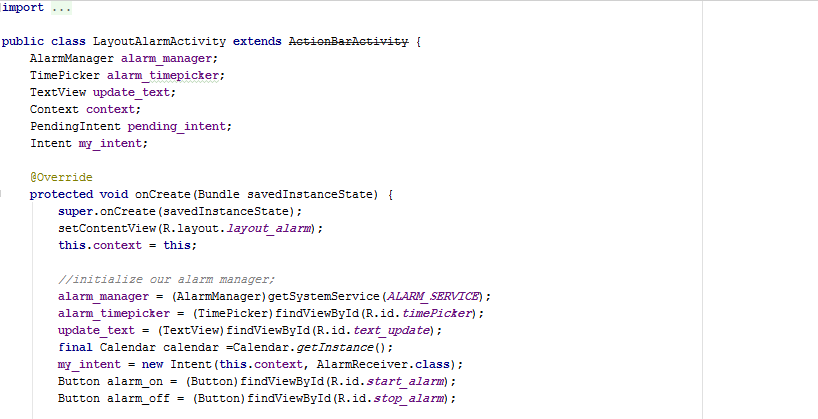 import ...
public class LayoutAlarmActivity extends ActionBarActivity {
AlarmManager alarm_manager;
TimePicker alarm_timepicker;
TextView update_text;
Context context;
PendingIntent pending_intent;
Intent my_intent;
@Override
protected void onCreate(Bundle savedInstanceState) {
super.onCreate(savedInstanceState);
setContentView(R.layout.layout_alarm);
this.context = this;
//initialize our alarm manager;
alarm_manager = (AlarmManager)getSystemService(ALARM_SERVICE);
alarm_timepicker = (TimePicker)findViewById(R.id.timePicker);
update_text = (TextView)findViewById(R.id.text_update);
final Calendar calendar =Calendar.getInstance();
my_intent = new Intent(this.context, AlarmReceiver.class);
Button alarm_on = (Button)findViewById(R.id.start_alarm);
Button alarm_off = (Button)findViewById(R.id.stop_alarm);